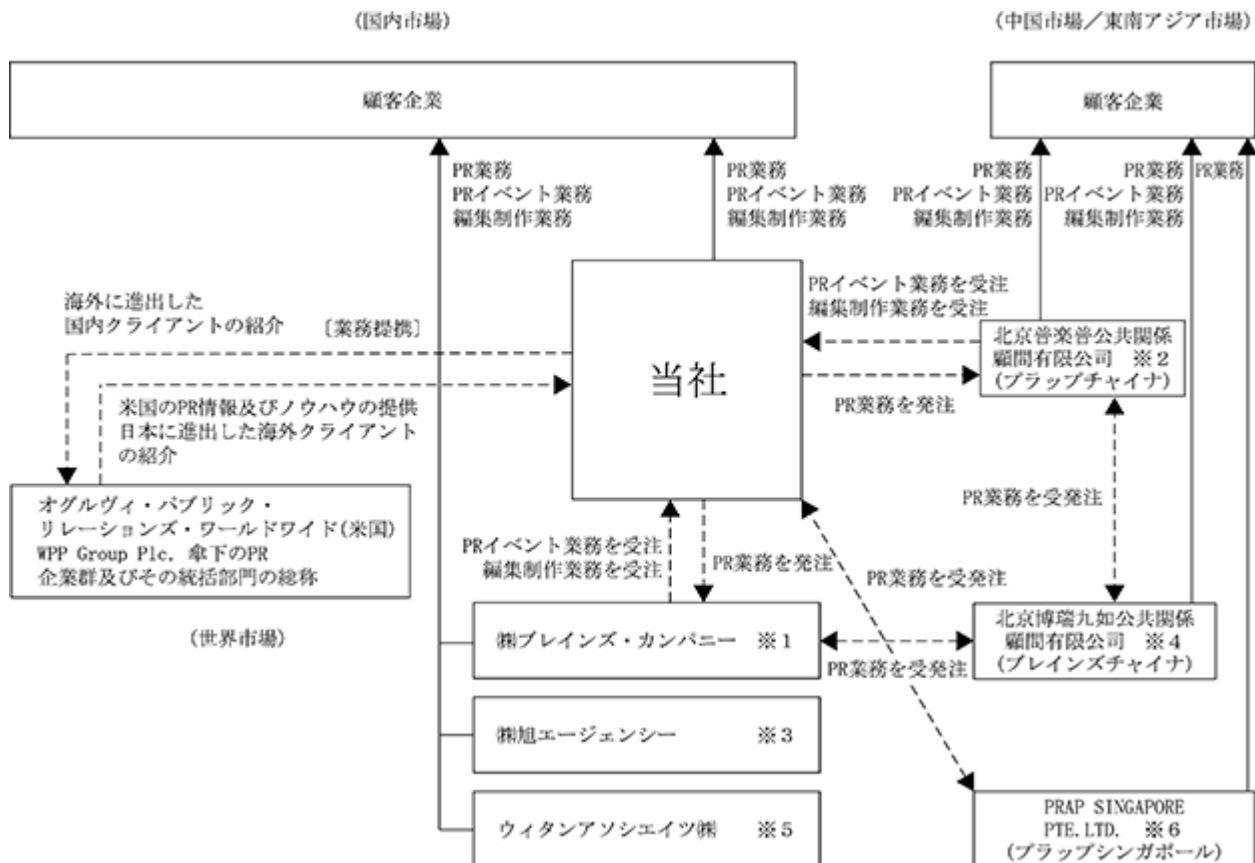 (国内市場)
(中国市場/東南アジア市場)
顧客企業
顧客企業
PR業務
PRイベント業務
編集制作業務
PR業務
PRイベント業務
編集制作業務
PR業務
PRイベント業務
編集制作業務
PR業務
PRイベント業務
編集制作業務
PR業務
海外に進出した
国内クライアントの紹介
〔業務提携〕
米国のPR情報及びノウハウの提供
日本に進出した海外クライアント
の紹介
当社
PRイベント業務を受注
編集制作業務を受注
PR業務を発注
北京普楽普公共関係
顧問有限公司 ※2
(プラップチャイナ)
オグルヴィ・パブリック・
リレーションズ・ワールドワイド(米国)
WPP Group Plc. 傘下のPR
企業群及びその統括部門の総称
(世界市場)
PRイベント業務を受注
編集制作業務を受注
PR業務を発注
PR業務を受発注
PR業務を受発注
㈱ブレインズ・カンパニー ※1
PR業務を受発注
北京博瑞九如公共関係
顧問有限公司 ※4
(ブレインズチャイナ)
㈱旭エージェンシー ※3
ウィタンアソシエイツ㈱ ※5
PRAP SINGAPORE
PTE.LTD. ※6
(プラップシンガポール)